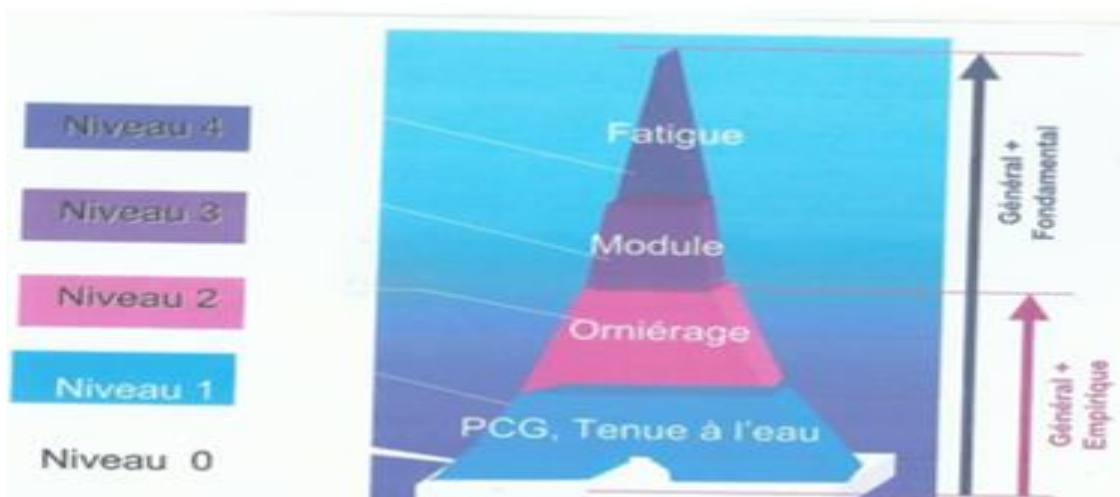 Niveau 4
Niveau 3
Niveau 2
Niveau 1
Niveau 0
Fatigue
Module
Orniérage
PCG, Tenue à l'eau
Général +
Fondamental
Général +
Empirique